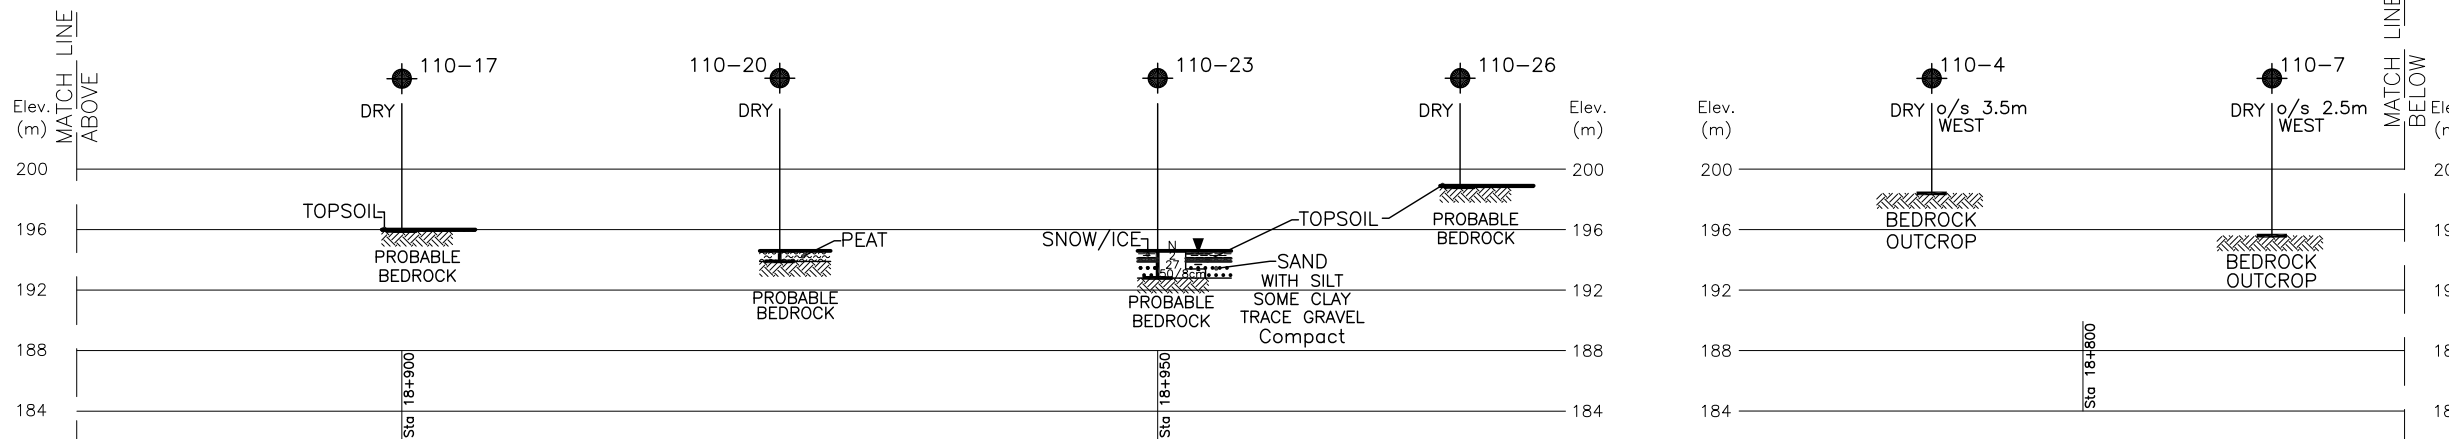 MATCH LINE
ABOVE
110-17
110-20
110-23
110-26
110-4
110-7
MATCH LINE
BELOW
Elev.
(m)
DRY
DRY
DRY
Elev.
(m)
Elev.
(m)
DRY o/s 3.5m
WEST
DRY o/s 2.5m
WEST
200
200
200
TOPSOIL
196
PROBABLE
BEDROCK
PEAT
PROBABLE
BEDROCK
SNOW/ICE
N
2
27
50/8cm
TOPSOIL
SAND
WITH SILT
SOME CLAY
TRACE GRAVEL
Compact
PROBABLE
BEDROCK
PROBABLE
BEDROCK
196
196
BEDROCK
OUTCROP
BEDROCK
OUTCROP
192
192
192
188
188
188
184
184
184
Sta 18+900
Sta 18+950
Sta 18+800